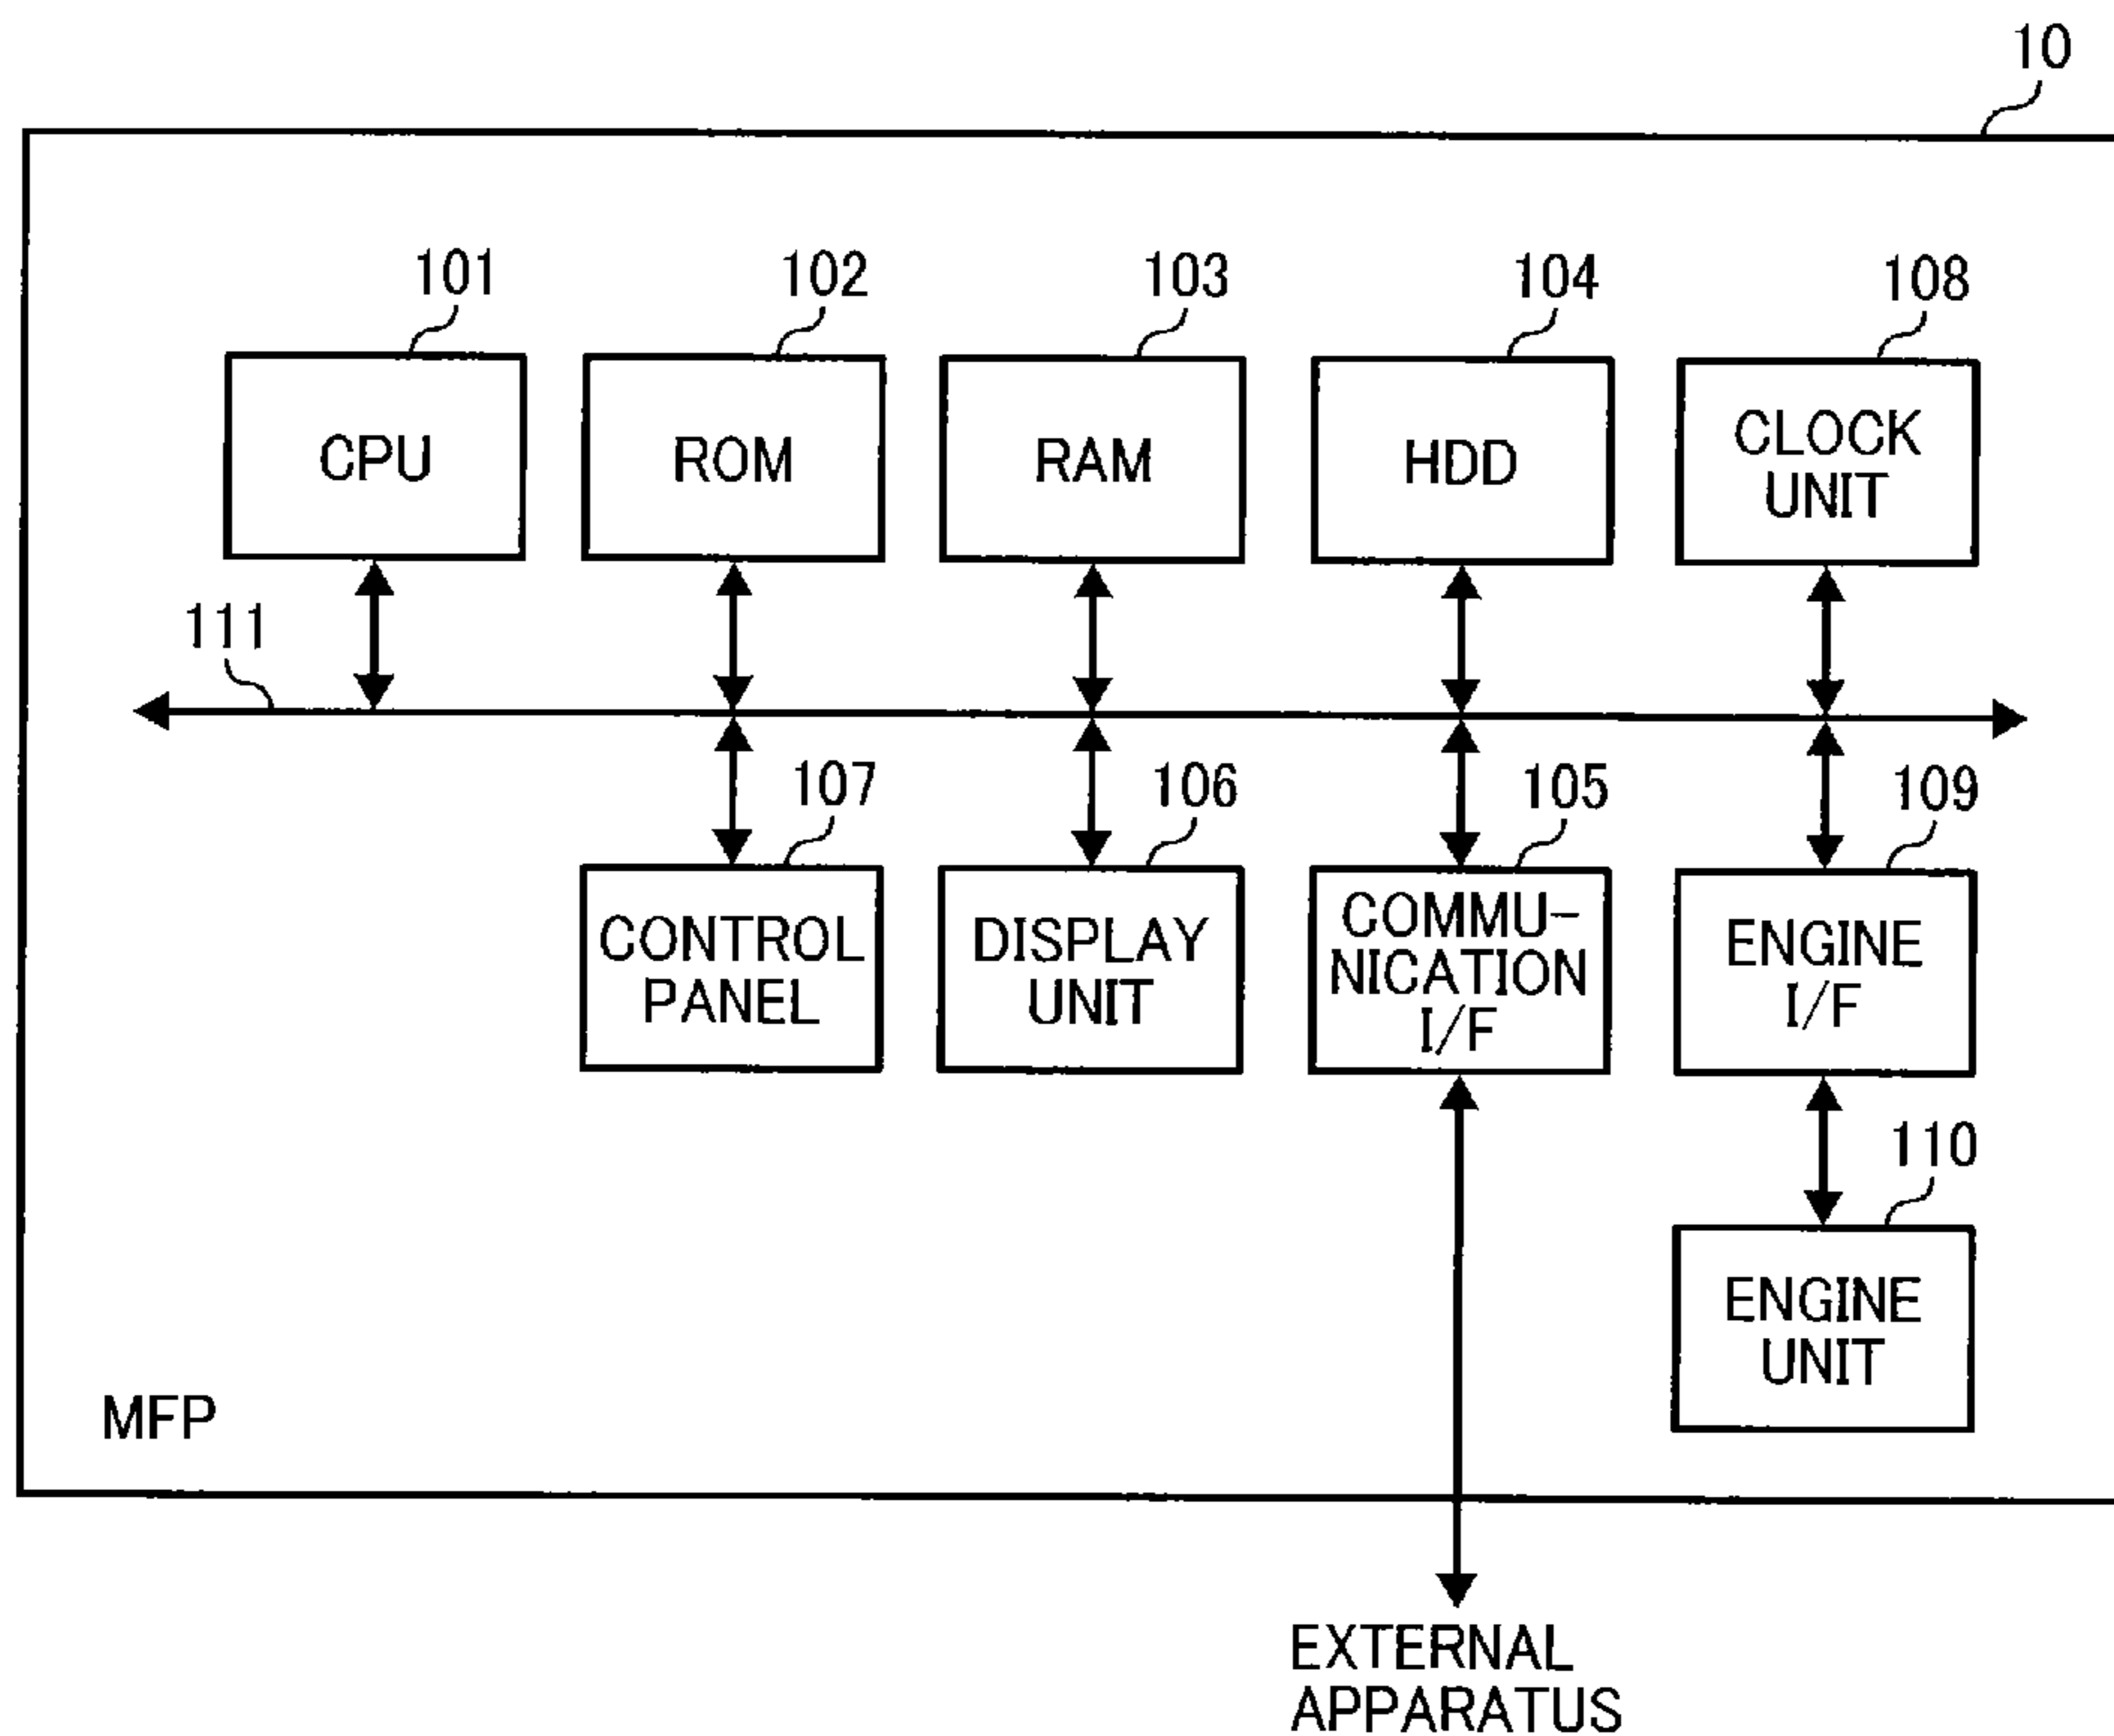 10
101
102
103
104
108
CPU
ROM
RAM
HDD
CLOCK
UNIT
111
107
106
105
109
CONTROL
PANEL
DISPLAY
UNIT
COMMU-
NICATION
I/F
ENGINE
I/F
110
ENGINE
UNIT
MFP
EXTERNAL
APPARATUS